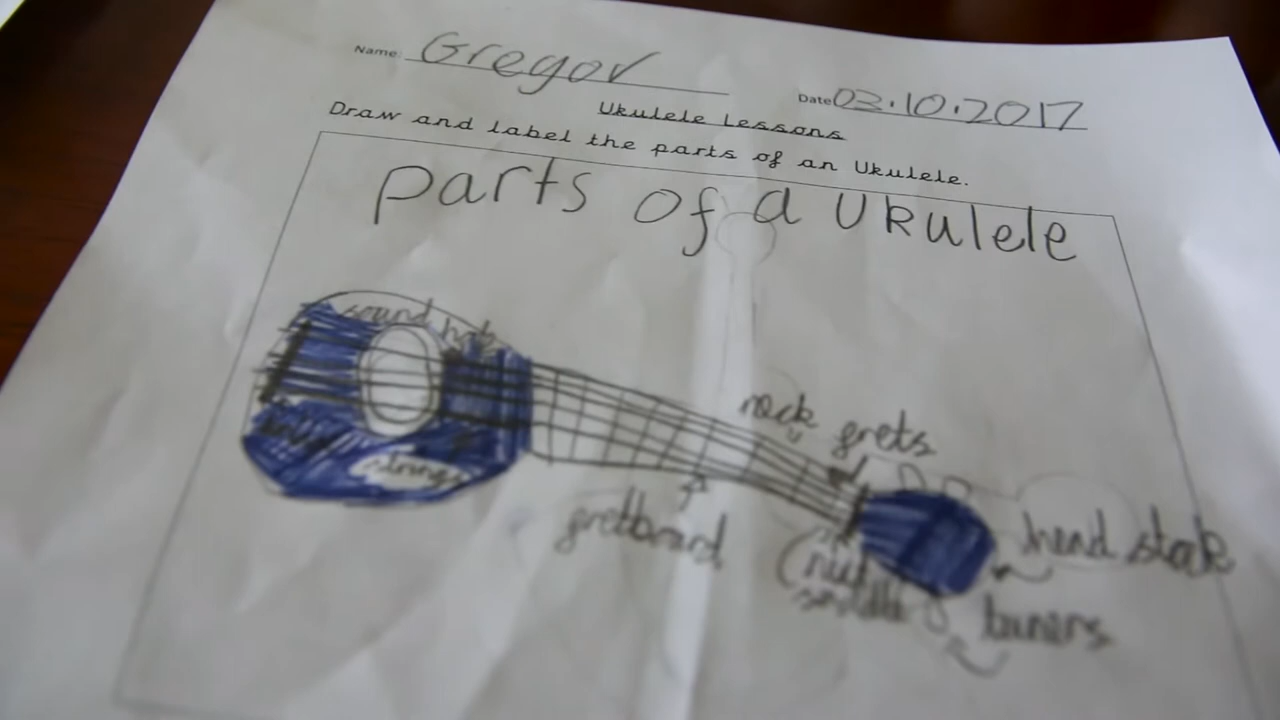 Name: Gregor
Date 03.10.2017
Ukulele Lessons
Draw and label the parts of an Ukulele.
parts of a Ukulele
sound hole
neck
frets
strings
fretboard
head stock
nut
tuners